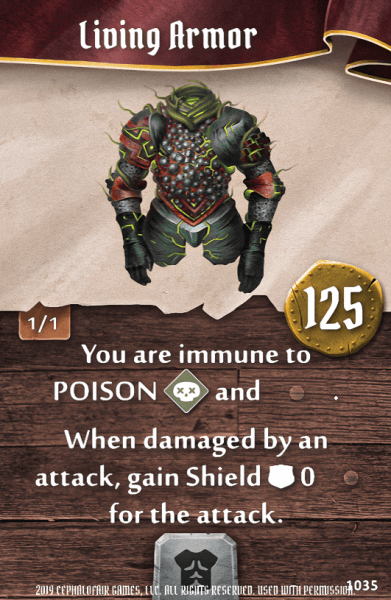 Living Armor
1/1
125
You are immune to
POISON and .
When damaged by an
attack, gain Shield 0
for the attack.
1035
2019 CEPHALOFAIR GAMES, LLC. ALL RIGHTS RESERVED. USED WITH PERMISSION.